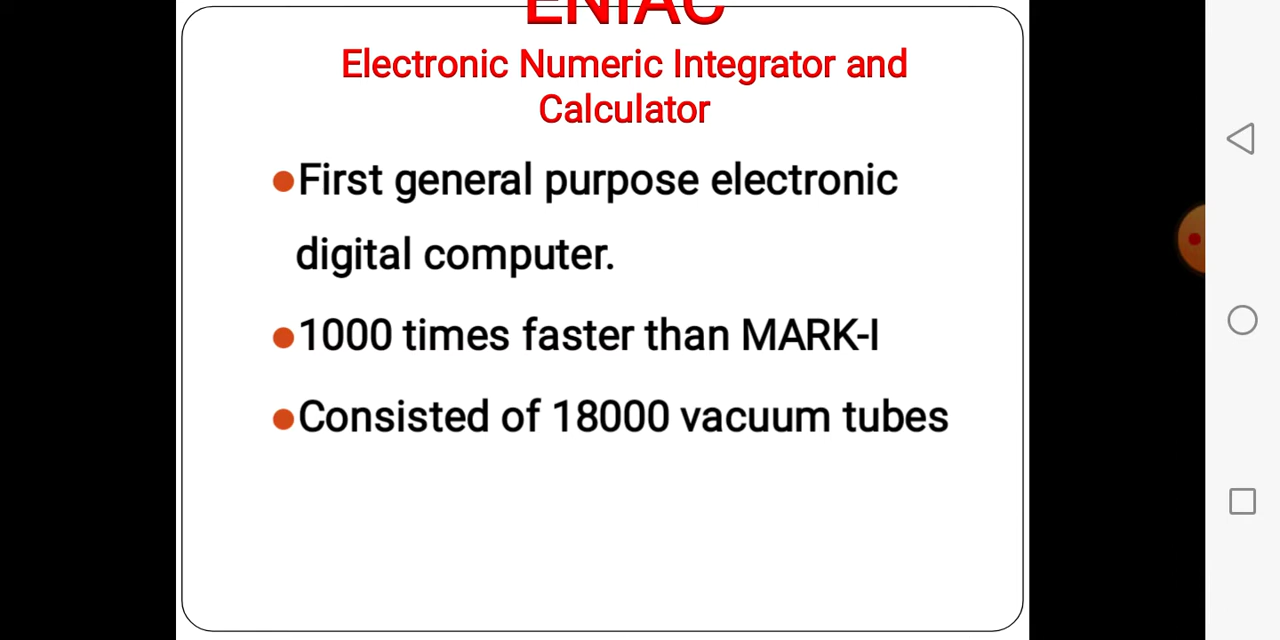 ENIAC
Electronic Numeric Integrator and
Calculator
●First general purpose electronic
digital computer.
●1000 times faster than MARK-I
●Consisted of 18000 vacuum tubes